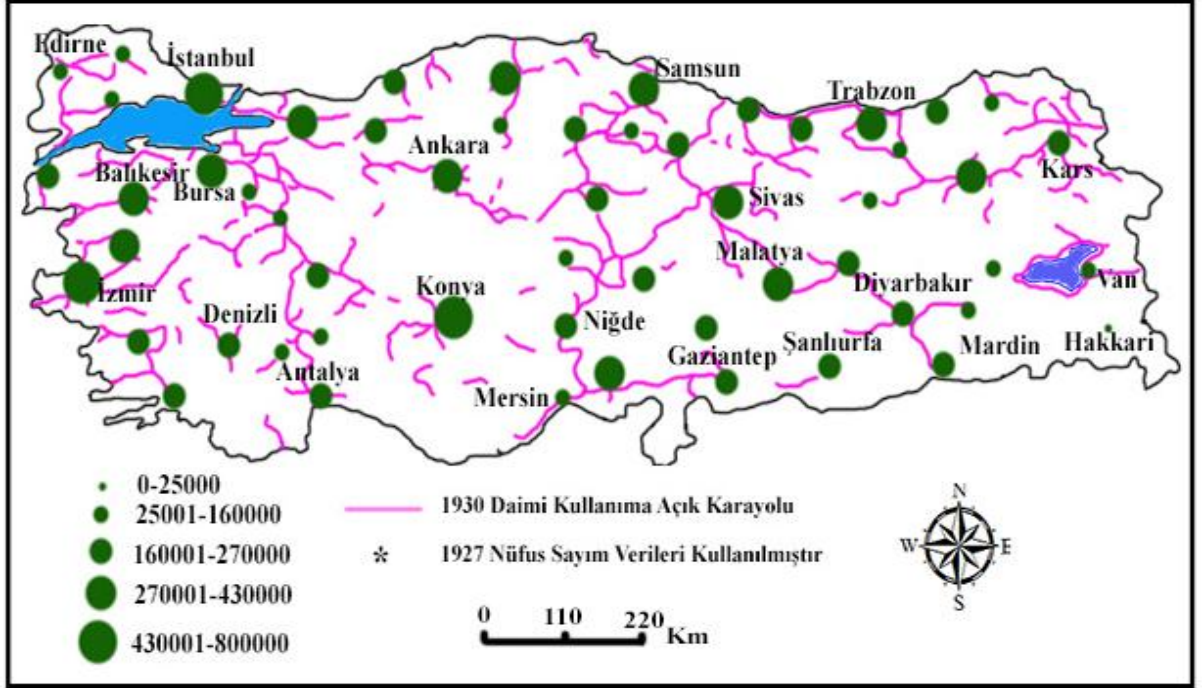 Edirne
İstanbul
Samsun
Trabzon
Ankara
Kars
Balıkesir
Bursa
Sivas
Malatya
Diyarbakır
Van
İzmir
Konya
Denizli
Niğde
Gaziantep
Şanlıurfa
Mardin
Hakkari
Antalya
Mersin
0-25000
25001-160000
160001-270000
270001-430000
430001-800000
1930 Daimi Kullanıma Açık Karayolu
* 1927 Nüfus Sayım Verileri Kullanılmıştır
0 110 220 Km
N
W E
S